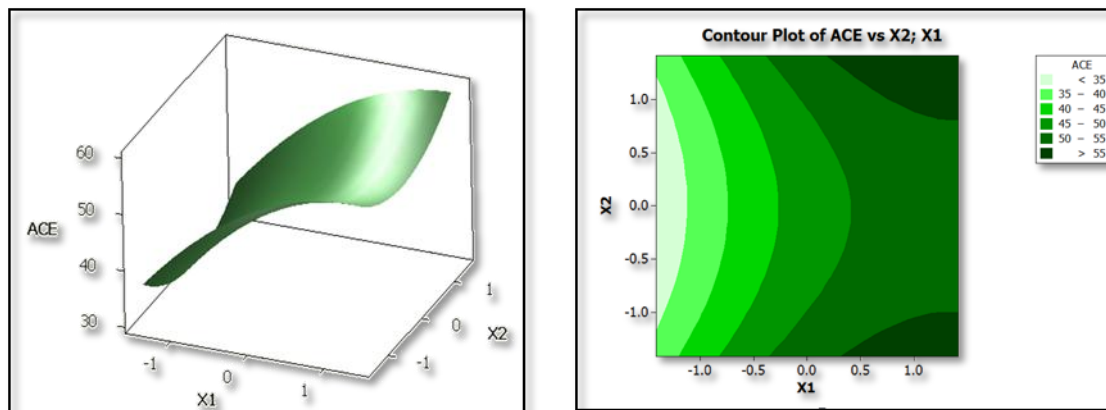 60
50
ACE
40
30
-1
0
1
X1
-1
0
1
X2
Contour Plot of ACE vs X2; X1
1.0
0.5
0.0
-0.5
-1.0
X2
-1.0 -0.5 0.0 0.5 1.0
X1
ACE
< 35
35 – 40
40 – 45
45 – 50
50 – 55
> 55